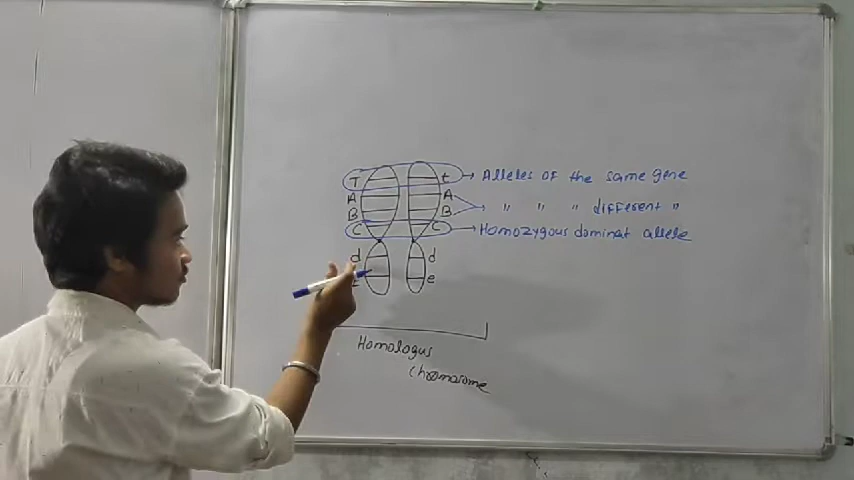 T t → Alleles of the same gene
A A
B B → " " " different "
C C → Homozygous dominat allele
d d
e
Homologus
chromosome